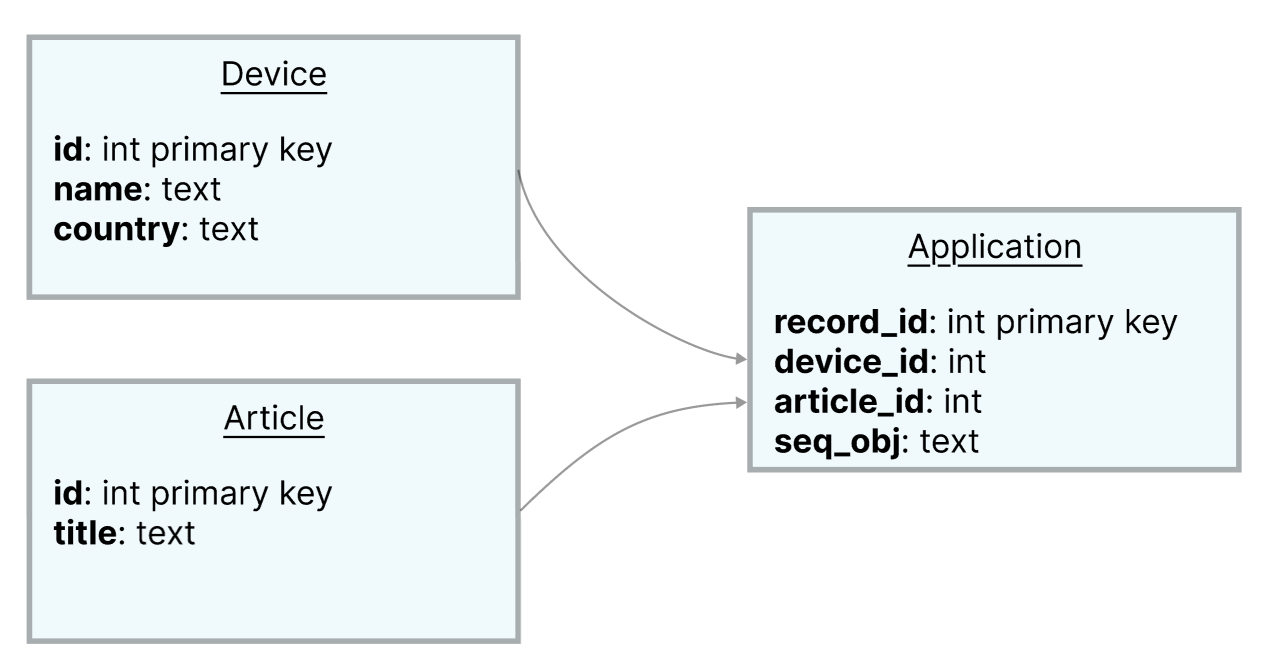 Device
id: int primary key
name: text
country: text
Article
id: int primary key
title: text
Application
record_id: int primary key
device_id: int
article_id: int
seq_obj: text